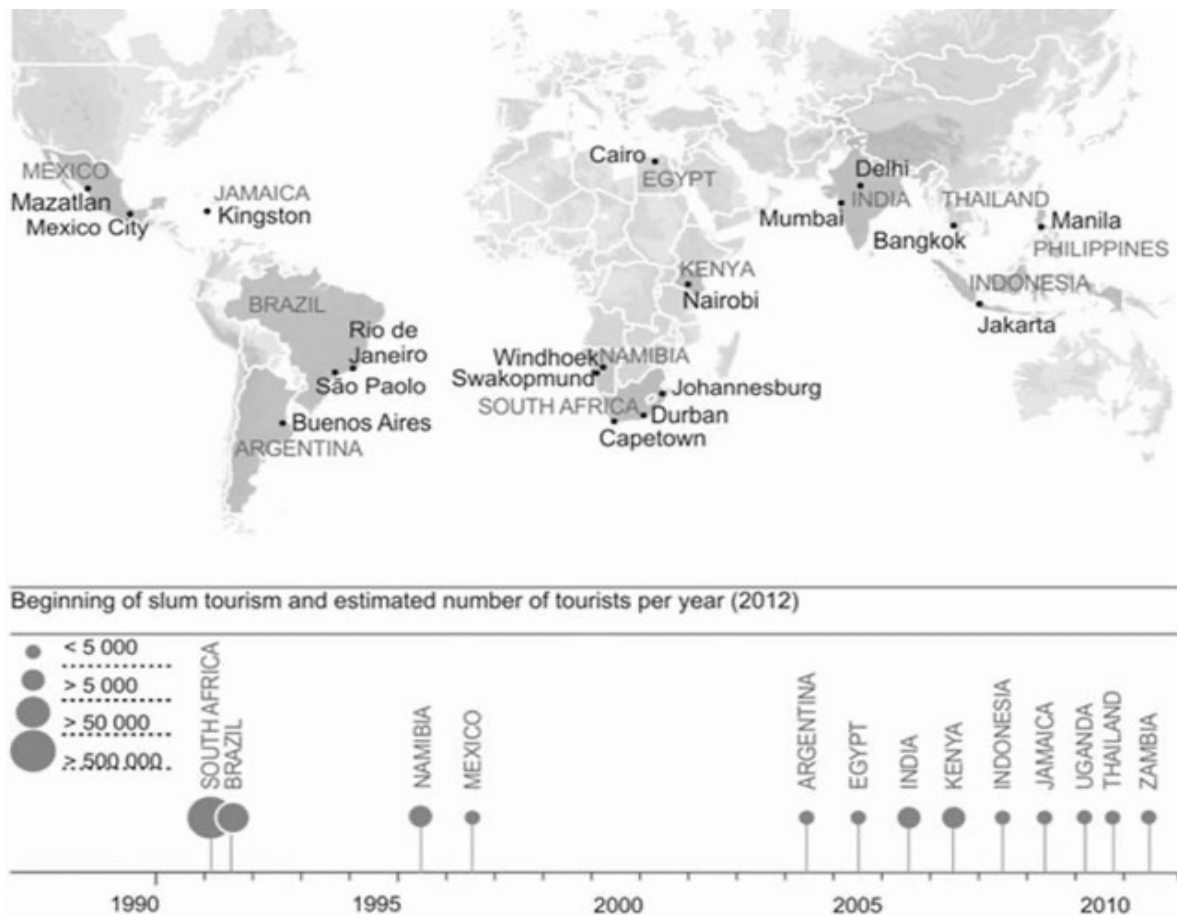 MEXICO
Mazatlan
Mexico City
JAMAICA
Kingston
BRAZIL
Rio de
Janeiro
São Paolo
Buenos Aires
ARGENTINA
Cairo
EGYPT
KENYA
Nairobi
Windhoek
NAMIBIA
Swakopmund
SOUTH AFRICA
Johannesburg
Durban
Capetown
Delhi
INDIA
Mumbai
THAILAND
Bangkok
Manila
PHILIPPINES
INDONESIA
Jakarta
Beginning of slum tourism and estimated number of tourists per year (2012)
< 5 000
> 5 000
> 50 000
> 500 000
SOUTH AFRICA
BRAZIL
NAMIBIA
MEXICO
ARGENTINA
EGYPT
INDIA
KENYA
INDONESIA
JAMAICA
UGANDA
THAILAND
ZAMBIA
1990
1995
2000
2005
2010